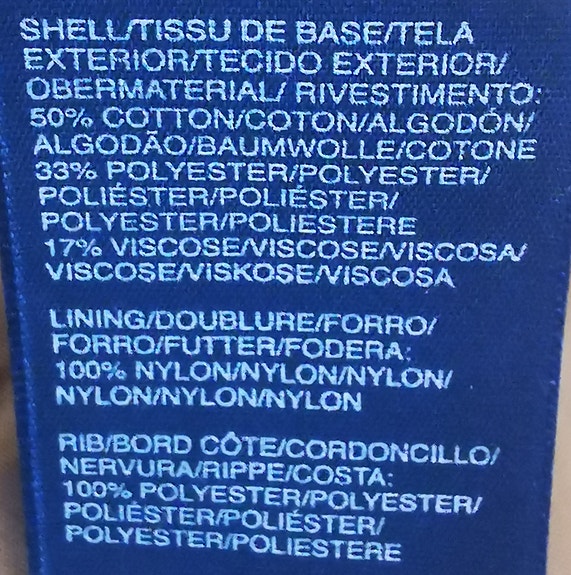 SHELL/TISSU DE BASE/TELA
EXTERIOR/TECIDO EXTERIOR/
OBERMATERIAL/ RIVESTIMENTO:
50% COTTON/COTON/ALGODÓN/
ALGODÃO/BAUMWOLLE/COTONE
33% POLYESTER/POLYESTER/
POLIÉSTER/POLIÉSTER/
POLYESTER/POLIESTERE
17% VISCOSE/VISCOSE/VISCOSA/
VISCOSE/VISKOSE/VISCOSA
LINING/DOUBLURE/FORRO/
FORRO/FUTTER/FODERA:
100% NYLON/NYLON/NYLON/
NYLON/NYLON/NYLON
RIB/BORD CÔTE/CORDONCILLO/
NERVURA/RIPPE/COSTA:
100% POLYESTER/POLYESTER/
POLIÉSTER/POLIÉSTER/
POLYESTER/POLIESTERE